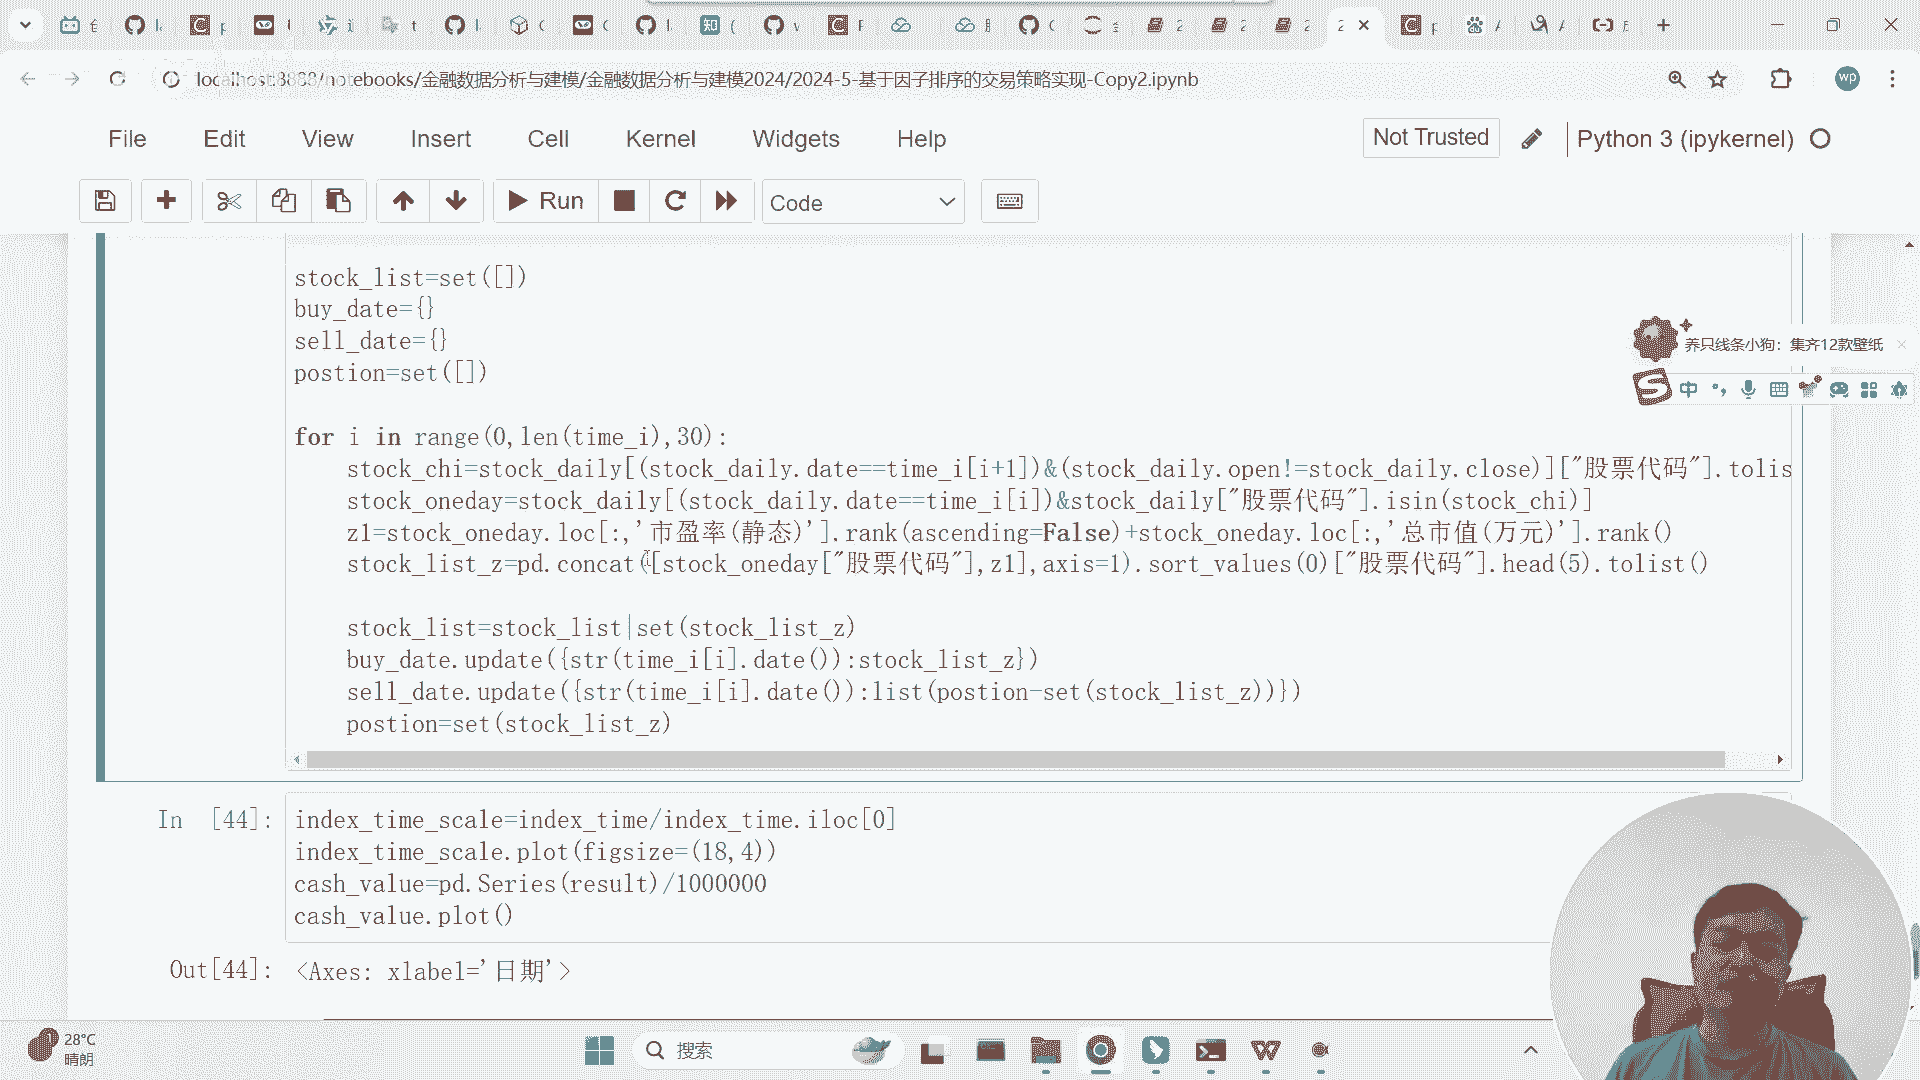 localhost:8888/notebooks/金融数据分析与建模/金融数据分析与建模2024/2024-5-基于因子排序的交易策略实现-Copy2.ipynb
wp
File Edit View Insert Cell Kernel Widgets Help
Not Trusted
Python 3 (ipykernel)
Run
Code
stock_list=set([])
buy_date={}
sell_date={}
postion=set([])
养只线条小狗：集齐12款壁纸
中
for i in range(0,len(time_i),30):
stock_chi=stock_daily[(stock_daily.date==time_i[i+1])&(stock_daily.open!=stock_daily.close)]["股票代码"].tolis
stock_oneday=stock_daily[(stock_daily.date==time_i[i])&stock_daily["股票代码"].isin(stock_chi)]
z1=stock_oneday.loc[:,'市盈率(静态)'].rank(ascending=False)+stock_oneday.loc[:,'总市值(万元)'].rank()
stock_list_z=pd.concat([stock_oneday["股票代码"],z1],axis=1).sort_values(0)["股票代码"].head(5).tolist()
stock_list=stock_list|set(stock_list_z)
buy_date.update({str(time_i[i].date()):stock_list_z})
sell_date.update({str(time_i[i].date()):list(postion-set(stock_list_z))})
postion=set(stock_list_z)
In [44]:
index_time_scale=index_time/index_time.iloc[0]
index_time_scale.plot(figsize=(18,4))
cash_value=pd.Series(result)/1000000
cash_value.plot()
Out[44]: <Axes: xlabel='日期'>
28°C
晴朗
搜索